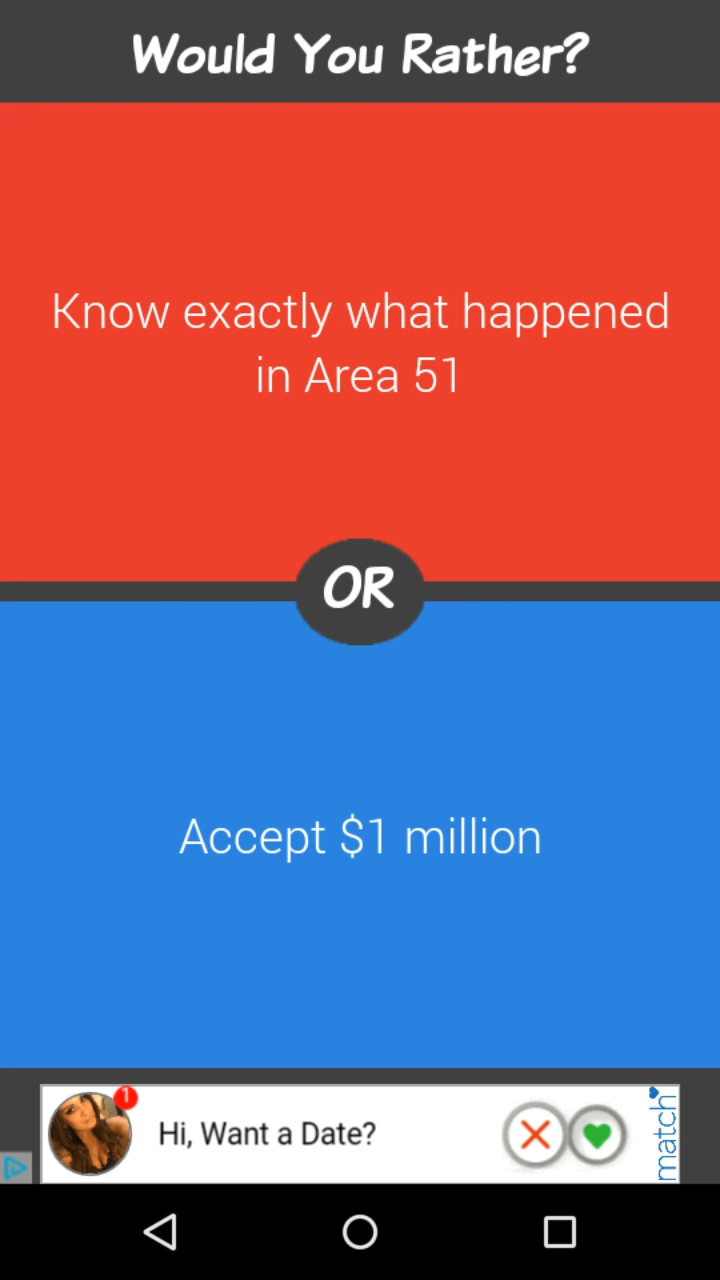 Would You Rather?
Know exactly what happened
in Area 51
OR
Accept $1 million
1
Hi, Want a Date?
match